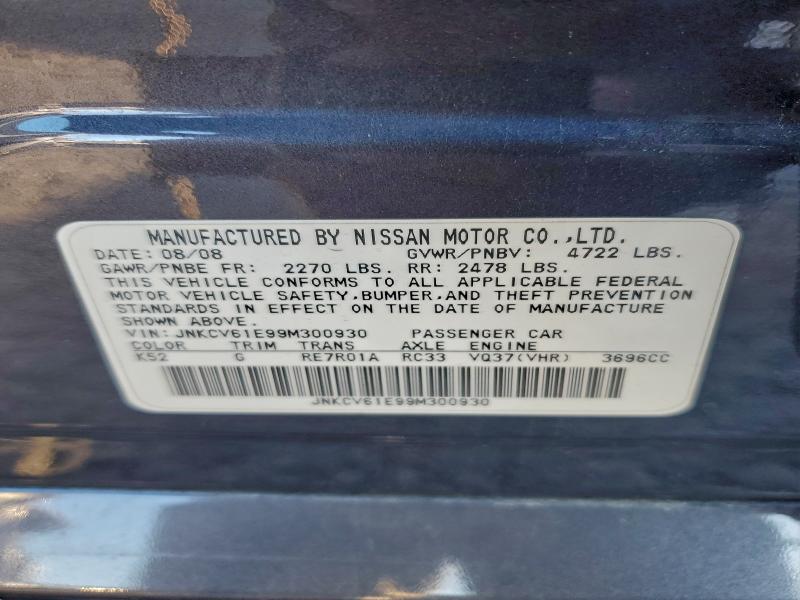 MANUFACTURED BY NISSAN MOTOR CO.,LTD.
DATE: 08/08 GVWR/PNBV: 4722 LBS.
GAWR/PNBE FR: 2270 LBS. RR: 2478 LBS.
THIS VEHICLE CONFORMS TO ALL APPLICABLE FEDERAL
MOTOR VEHICLE SAFETY,BUMPER,AND THEFT PREVENTION
STANDARDS IN EFFECT ON THE DATE OF MANUFACTURE
SHOWN ABOVE.
VIN: JNKCV61E99M300930 PASSENGER CAR
COLOR TRIM TRANS AXLE ENGINE
K52 G RE7R01A RC33 VQ37(VHR) 3696CC
JNKCV61E99M300930